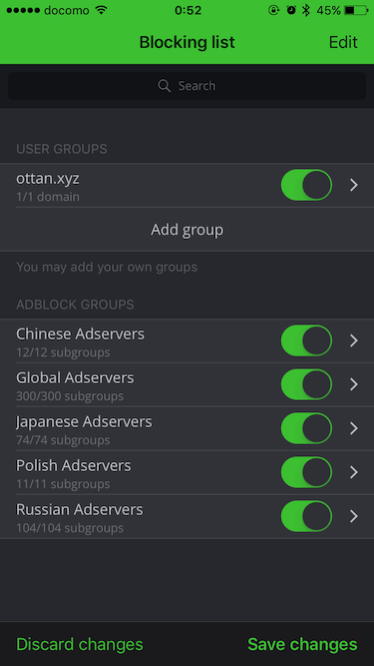 docomo 0:52 45%
Blocking list Edit
Search
USER GROUPS
ottan.xyz
1/1 domain
Add group
You may add your own groups
ADBLOCK GROUPS
Chinese Adservers
12/12 subgroups
Global Adservers
300/300 subgroups
Japanese Adservers
74/74 subgroups
Polish Adservers
11/11 subgroups
Russian Adservers
104/104 subgroups
Discard changes Save changes